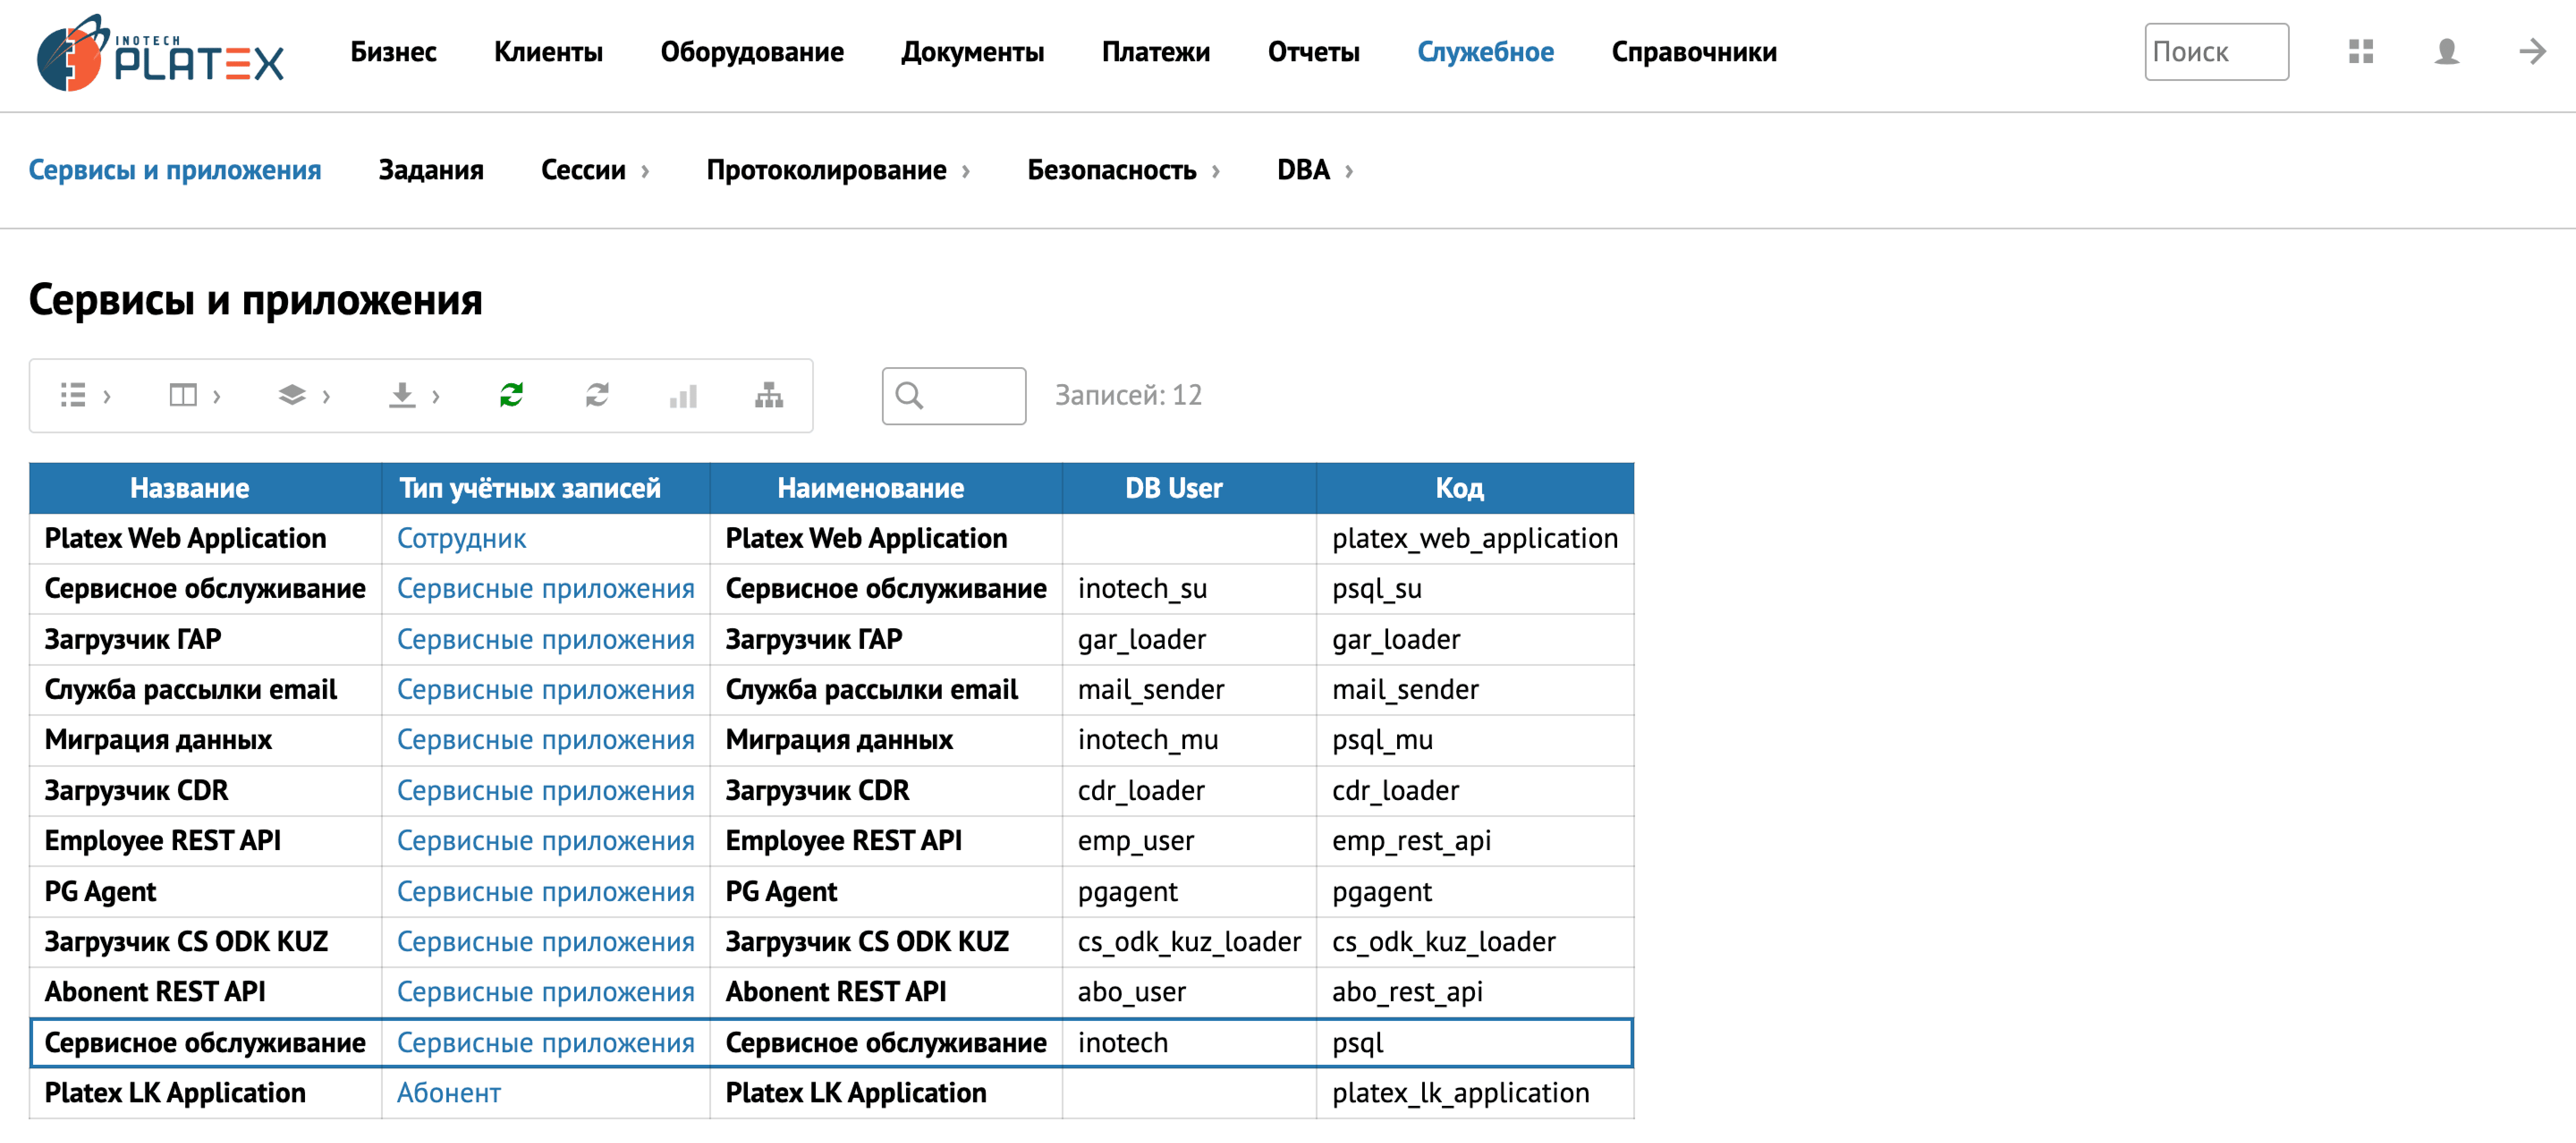 INOTECH
PLATEX
Бизнес Клиенты Оборудование Документы Платежи Отчеты Служебное Справочники Поиск
Сервисы и приложения Задания Сессии Протоколирование Безопасность DBA
Сервисы и приложения
Записей: 12
Название Тип учётных записей Наименование DB User Код
Platex Web Application Сотрудник Platex Web Application platex_web_application
Сервисное обслуживание Сервисные приложения Сервисное обслуживание inotech_su psql_su
Загрузчик ГАР Сервисные приложения Загрузчик ГАР gar_loader gar_loader
Служба рассылки email Сервисные приложения Служба рассылки email mail_sender mail_sender
Миграция данных Сервисные приложения Миграция данных inotech_mu psql_mu
Загрузчик CDR Сервисные приложения Загрузчик CDR cdr_loader cdr_loader
Employee REST API Сервисные приложения Employee REST API emp_user emp_rest_api
PG Agent Сервисные приложения PG Agent pgagent pgagent
Загрузчик CS ODK KUZ Сервисные приложения Загрузчик CS ODK KUZ cs_odk_kuz_loader cs_odk_kuz_loader
Abonent REST API Сервисные приложения Abonent REST API abo_user abo_rest_api
Сервисное обслуживание Сервисные приложения Сервисное обслуживание inotech psql
Platex LK Application Абонент Platex LK Application platex_lk_application